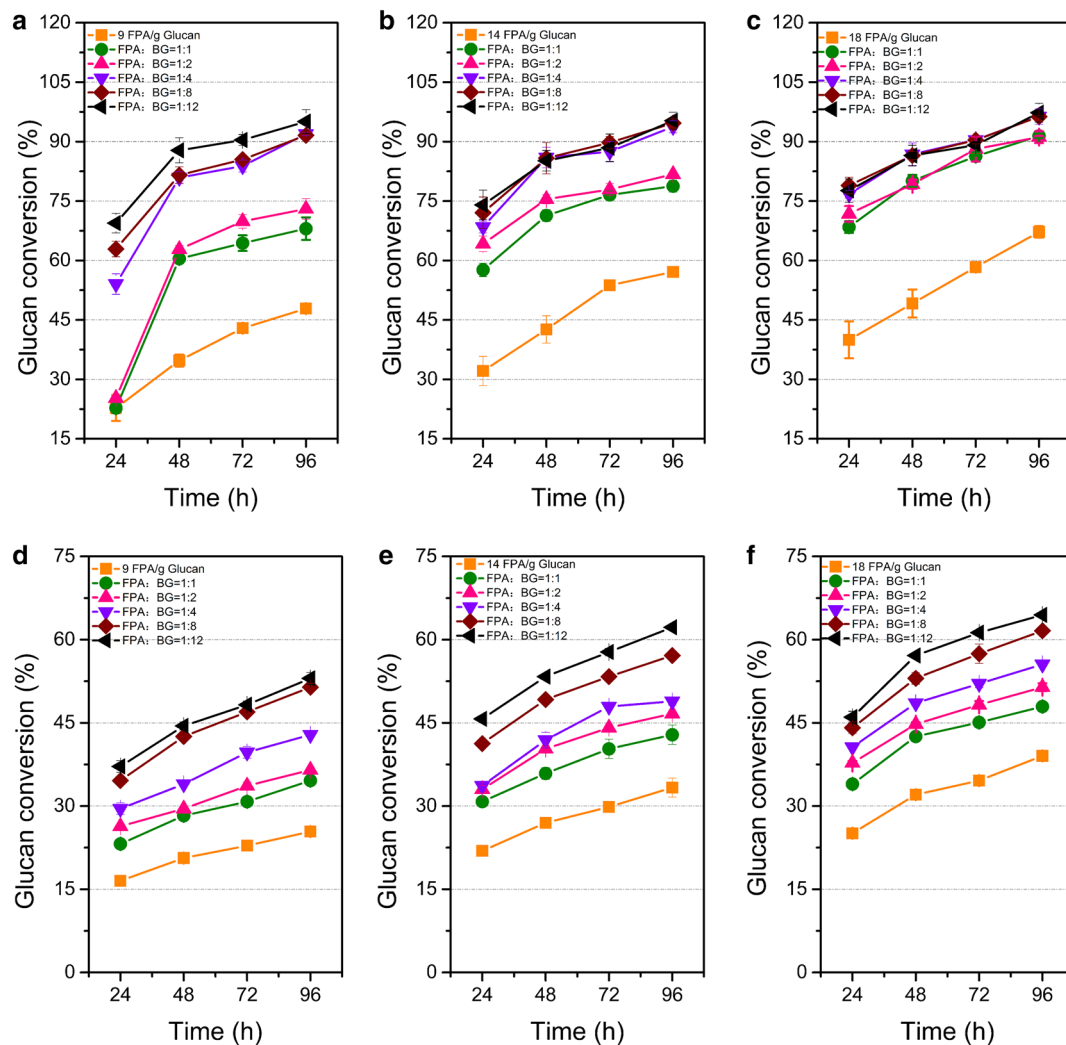 a
120
105
90
75
60
45
30
15
Glucan conversion (%)
9 FPA/g Glucan
FPA：BG=1:1
FPA：BG=1:2
FPA：BG=1:4
FPA：BG=1:8
FPA：BG=1:12
24 48 72 96
Time (h)
b
120
105
90
75
60
45
30
15
Glucan conversion (%)
14 FPA/g Glucan
FPA：BG=1:1
FPA：BG=1:2
FPA：BG=1:4
FPA：BG=1:8
FPA：BG=1:12
24 48 72 96
Time (h)
c
120
105
90
75
60
45
30
15
Glucan conversion (%)
18 FPA/g Glucan
FPA：BG=1:1
FPA：BG=1:2
FPA：BG=1:4
FPA：BG=1:8
FPA：BG=1:12
24 48 72 96
Time (h)
d
75
60
45
30
15
0
Glucan conversion (%)
9 FPA/g Glucan
FPA：BG=1:1
FPA：BG=1:2
FPA：BG=1:4
FPA：BG=1:8
FPA：BG=1:12
24 48 72 96
Time (h)
e
75
60
45
30
15
0
Glucan conversion (%)
14 FPA/g Glucan
FPA：BG=1:1
FPA：BG=1:2
FPA：BG=1:4
FPA：BG=1:8
FPA：BG=1:12
24 48 72 96
Time (h)
f
75
60
45
30
15
0
Glucan conversion (%)
18 FPA/g Glucan
FPA：BG=1:1
FPA：BG=1:2
FPA：BG=1:4
FPA：BG=1:8
FPA：BG=1:12
24 48 72 96
Time (h)